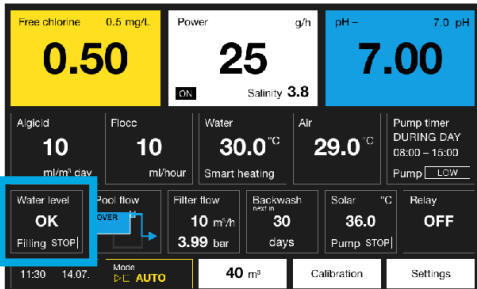 Free chlorine 0.5 mg/L Power g/h pH – 7.0 pH
0.50 25 7.00
ON Salinity 3.8
Algicid Flocc Water Air Pump timer
10 10 30.0 °C 29.0 °C DURING DAY
08:00 – 15:00
ml/m³ day ml/hour Smart heating Pump LOW
Water level Pool flow Filter flow Backwash Solar °C Relay
next in
OK OVER 10 m³/h 30 36.0 OFF
Filling STOP 3.99 bar days Pump STOP
11:30 14.07. Mode AUTO 40 m³ Calibration Settings